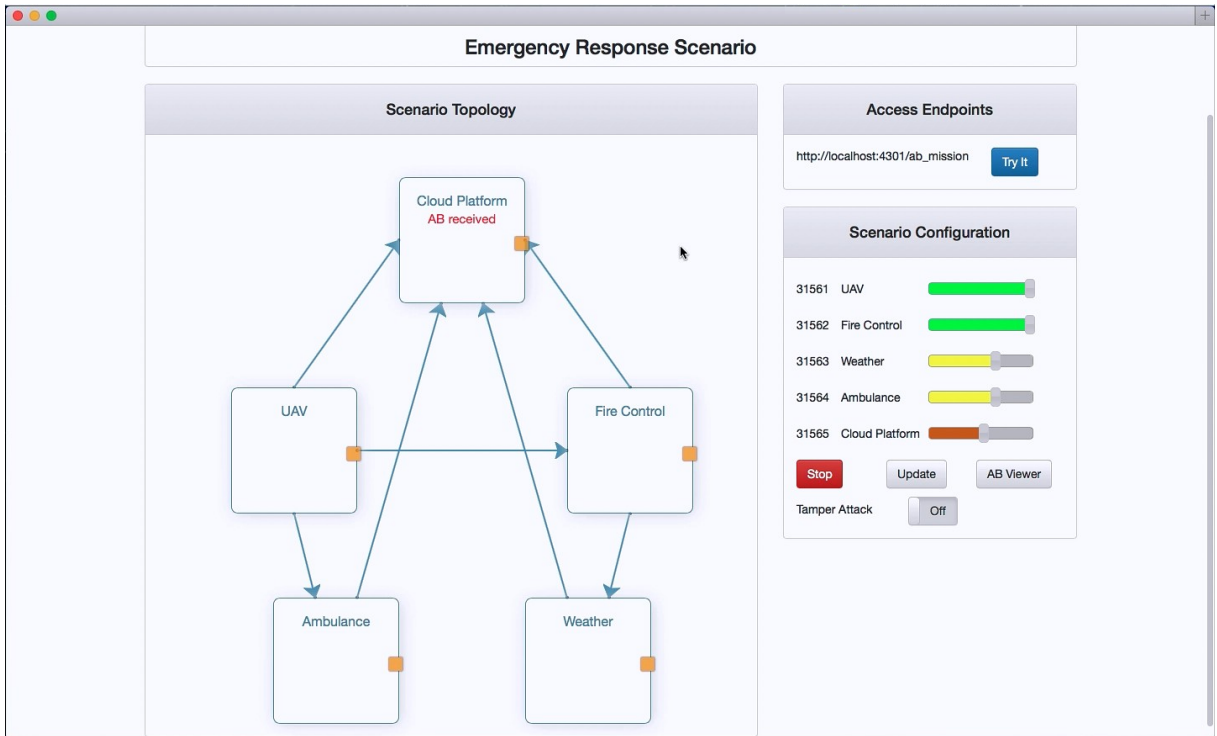 Emergency Response Scenario
Scenario Topology
Cloud Platform
AB received
UAV
Fire Control
Ambulance
Weather
Access Endpoints
http://localhost:4301/ab_mission
Try It
Scenario Configuration
31561 UAV
31562 Fire Control
31563 Weather
31564 Ambulance
31565 Cloud Platform
Stop Update AB Viewer
Tamper Attack Off